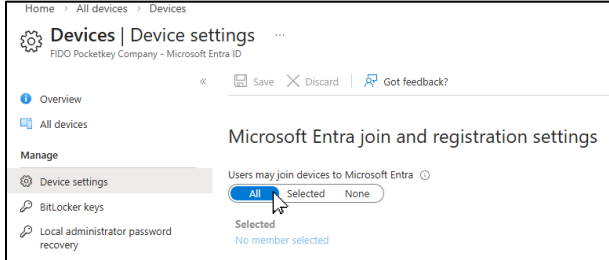 Home > All devices > Devices
Devices | Device settings ...
FIDO Pocketkey Company - Microsoft Entra ID
«
Save Discard | Got feedback?
Overview
All devices
Manage
Device settings
BitLocker keys
Local administrator password
recovery
Microsoft Entra join and registration settings
Users may join devices to Microsoft Entra
All Selected None
Selected
No member selected